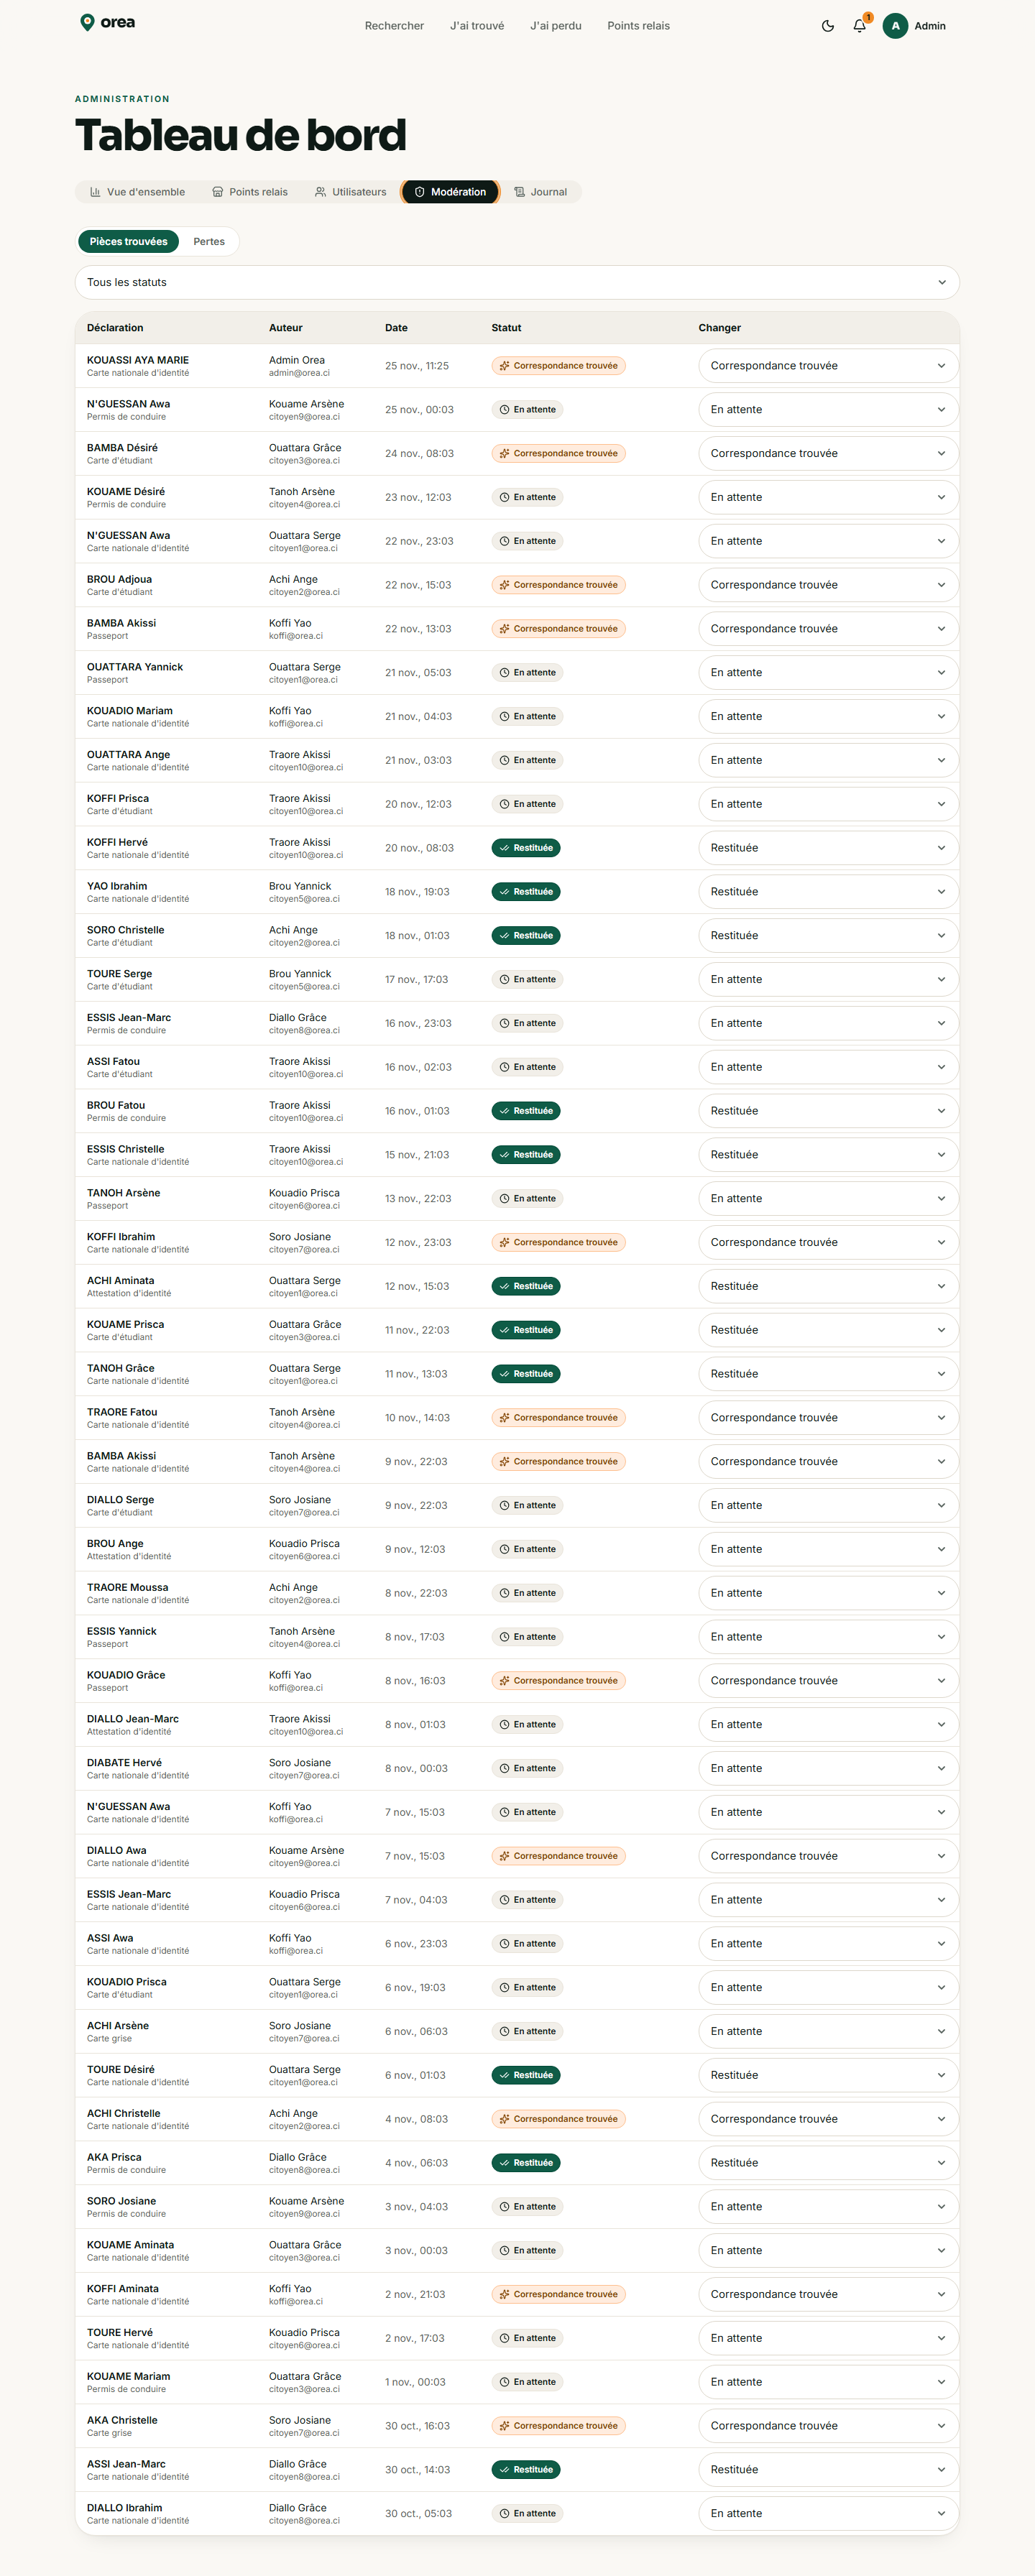 orea
Rechercher J'ai trouvé J'ai perdu Points relais
1
A Admin
ADMINISTRATION
Tableau de bord
Vue d'ensemble Points relais Utilisateurs Modération Journal
Pièces trouvées Pertes
Tous les statuts
Déclaration Auteur Date Statut Changer
KOUASSI AYA MARIE Admin Orea 25 nov., 11:25 Correspondance trouvée Correspondance trouvée
Carte nationale d'identité admin@orea.ci
N'GUESSAN Awa Kouame Arsène 25 nov., 00:03 En attente En attente
Permis de conduire citoyen9@orea.ci
BAMBA Désiré Ouattara Grâce 24 nov., 08:03 Correspondance trouvée Correspondance trouvée
Carte d'étudiant citoyen3@orea.ci
KOUAME Désiré Tanoh Arsène 23 nov., 12:03 En attente En attente
Permis de conduire citoyen4@orea.ci
N'GUESSAN Awa Ouattara Serge 22 nov., 23:03 En attente En attente
Carte nationale d'identité citoyen1@orea.ci
BROU Adjoua Achi Ange 22 nov., 15:03 Correspondance trouvée Correspondance trouvée
Carte d'étudiant citoyen2@orea.ci
BAMBA Akissi Koffi Yao 22 nov., 13:03 Correspondance trouvée Correspondance trouvée
Passeport koffi@orea.ci
OUATTARA Yannick Ouattara Serge 21 nov., 05:03 En attente En attente
Passeport citoyen1@orea.ci
KOUADIO Mariam Koffi Yao 21 nov., 04:03 En attente En attente
Carte nationale d'identité koffi@orea.ci
OUATTARA Ange Traore Akissi 21 nov., 03:03 En attente En attente
Carte nationale d'identité citoyen10@orea.ci
KOFFI Prisca Traore Akissi 20 nov., 12:03 En attente En attente
Carte d'étudiant citoyen10@orea.ci
KOFFI Hervé Traore Akissi 20 nov., 08:03 Restituée Restituée
Carte nationale d'identité citoyen10@orea.ci
YAO Ibrahim Brou Yannick 18 nov., 19:03 Restituée Restituée
Carte nationale d'identité citoyen5@orea.ci
SORO Christelle Achi Ange 18 nov., 01:03 Restituée Restituée
Carte d'étudiant citoyen2@orea.ci
TOURE Serge Brou Yannick 17 nov., 17:03 En attente En attente
Carte d'étudiant citoyen5@orea.ci
ESSIS Jean-Marc Diallo Grâce 16 nov., 23:03 En attente En attente
Permis de conduire citoyen8@orea.ci
ASSI Fatou Traore Akissi 16 nov., 02:03 En attente En attente
Carte d'étudiant citoyen10@orea.ci
BROU Fatou Traore Akissi 16 nov., 01:03 Restituée Restituée
Permis de conduire citoyen10@orea.ci
ESSIS Christelle Traore Akissi 15 nov., 21:03 Restituée Restituée
Carte nationale d'identité citoyen10@orea.ci
TANOH Arsène Kouadio Prisca 13 nov., 22:03 En attente En attente
Passeport citoyen6@orea.ci
KOFFI Ibrahim Soro Josiane 12 nov., 23:03 Correspondance trouvée Correspondance trouvée
Carte nationale d'identité citoyen7@orea.ci
ACHI Aminata Ouattara Serge 12 nov., 15:03 Restituée Restituée
Attestation d'identité citoyen1@orea.ci
KOUAME Prisca Ouattara Grâce 11 nov., 22:03 Restituée Restituée
Carte d'étudiant citoyen3@orea.ci
TANOH Grâce Ouattara Serge 11 nov., 13:03 Restituée Restituée
Carte nationale d'identité citoyen1@orea.ci
TRAORE Fatou Tanoh Arsène 10 nov., 14:03 Correspondance trouvée Correspondance trouvée
Carte nationale d'identité citoyen4@orea.ci
BAMBA Akissi Tanoh Arsène 9 nov., 22:03 Correspondance trouvée Correspondance trouvée
Carte nationale d'identité citoyen4@orea.ci
DIALLO Serge Soro Josiane 9 nov., 22:03 En attente En attente
Carte d'étudiant citoyen7@orea.ci
BROU Ange Kouadio Prisca 9 nov., 12:03 En attente En attente
Attestation d'identité citoyen6@orea.ci
TRAORE Moussa Achi Ange 8 nov., 22:03 En attente En attente
Carte nationale d'identité citoyen2@orea.ci
ESSIS Yannick Tanoh Arsène 8 nov., 17:03 En attente En attente
Passeport citoyen4@orea.ci
KOUADIO Grâce Koffi Yao 8 nov., 16:03 Correspondance trouvée Correspondance trouvée
Passeport koffi@orea.ci
DIALLO Jean-Marc Traore Akissi 8 nov., 01:03 En attente En attente
Attestation d'identité citoyen10@orea.ci
DIABATE Hervé Soro Josiane 8 nov., 00:03 En attente En attente
Carte nationale d'identité citoyen7@orea.ci
N'GUESSAN Awa Koffi Yao 7 nov., 15:03 En attente En attente
Carte nationale d'identité koffi@orea.ci
DIALLO Awa Kouame Arsène 7 nov., 15:03 Correspondance trouvée Correspondance trouvée
Carte nationale d'identité citoyen9@orea.ci
ESSIS Jean-Marc Kouadio Prisca 7 nov., 04:03 En attente En attente
Carte nationale d'identité citoyen6@orea.ci
ASSI Awa Koffi Yao 6 nov., 23:03 En attente En attente
Carte nationale d'identité koffi@orea.ci
KOUADIO Prisca Ouattara Serge 6 nov., 19:03 En attente En attente
Carte d'étudiant citoyen1@orea.ci
ACHI Arsène Soro Josiane 6 nov., 06:03 En attente En attente
Carte grise citoyen7@orea.ci
TOURE Désiré Ouattara Serge 6 nov., 01:03 Restituée Restituée
Carte nationale d'identité citoyen1@orea.ci
ACHI Christelle Achi Ange 4 nov., 08:03 Correspondance trouvée Correspondance trouvée
Carte nationale d'identité citoyen2@orea.ci
AKA Prisca Diallo Grâce 4 nov., 06:03 Restituée Restituée
Permis de conduire citoyen8@orea.ci
SORO Josiane Kouame Arsène 3 nov., 04:03 En attente En attente
Permis de conduire citoyen9@orea.ci
KOUAME Aminata Ouattara Grâce 3 nov., 00:03 En attente En attente
Carte nationale d'identité citoyen3@orea.ci
KOFFI Aminata Koffi Yao 2 nov., 21:03 Correspondance trouvée Correspondance trouvée
Carte nationale d'identité koffi@orea.ci
TOURE Hervé Kouadio Prisca 2 nov., 17:03 En attente En attente
Carte nationale d'identité citoyen6@orea.ci
KOUAME Mariam Ouattara Grâce 1 nov., 00:03 En attente En attente
Permis de conduire citoyen3@orea.ci
AKA Christelle Soro Josiane 30 oct., 16:03 Correspondance trouvée Correspondance trouvée
Carte grise citoyen7@orea.ci
ASSI Jean-Marc Diallo Grâce 30 oct., 14:03 Restituée Restituée
Carte nationale d'identité citoyen8@orea.ci
DIALLO Ibrahim Diallo Grâce 30 oct., 05:03 En attente En attente
Carte nationale d'identité citoyen8@orea.ci